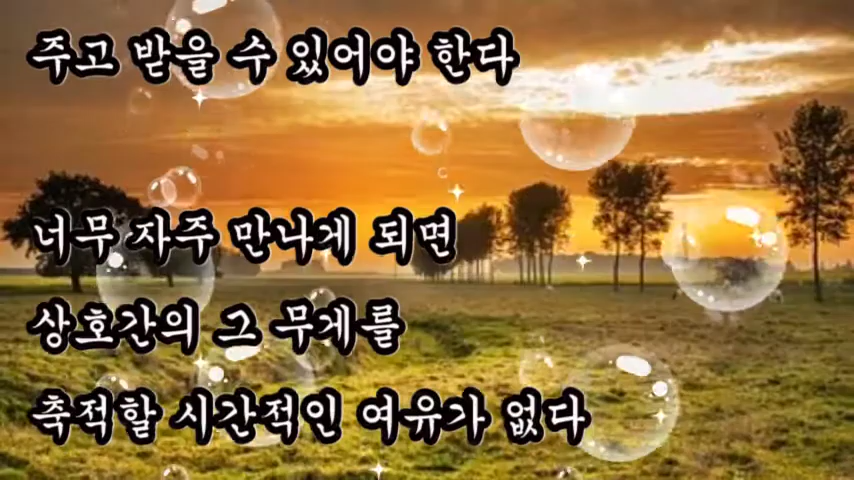 주고 받을 수 있어야 한다
너무 자주 만나게 되면
상호간의 그 무게를
축적할 시간적인 여유가 없다